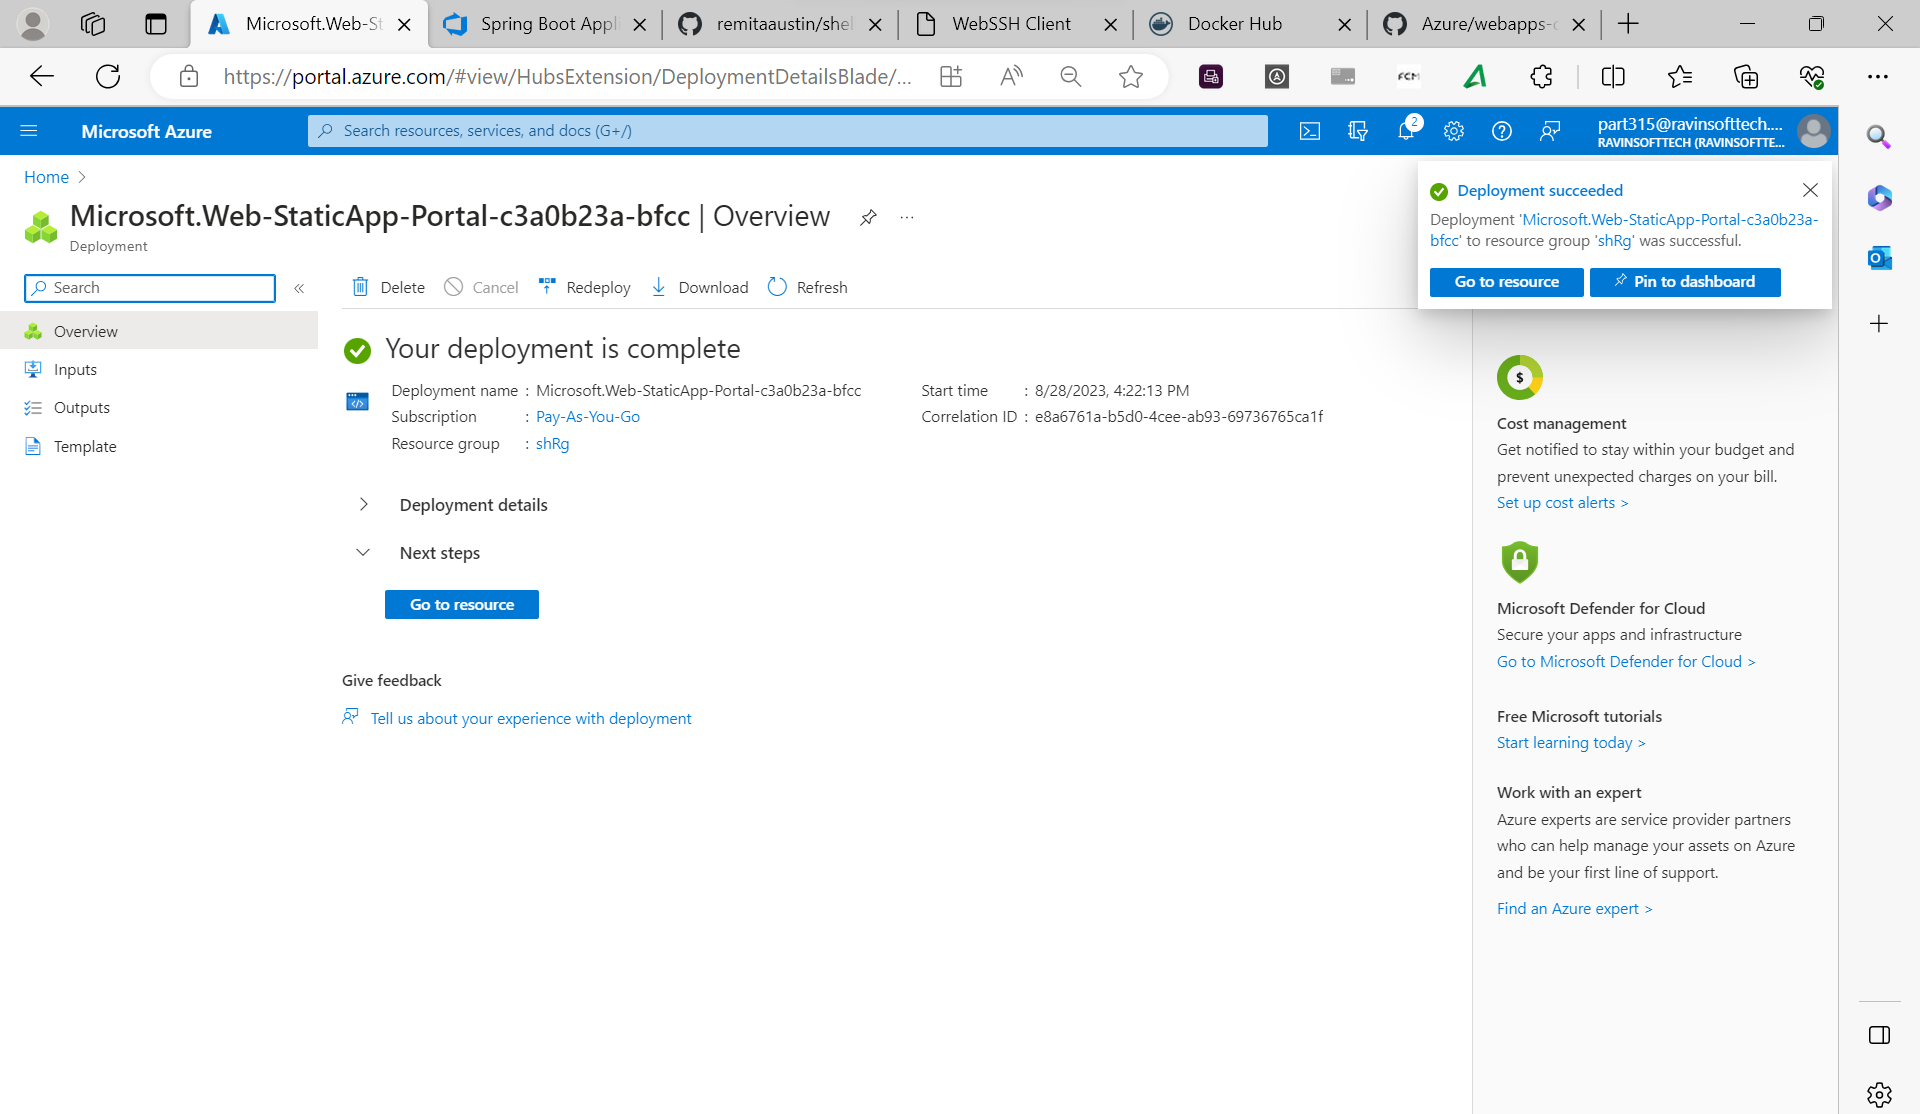 Microsoft.Web-St
Spring Boot Appli
remitaaustin/shel
WebSSH Client
Docker Hub
Azure/webapps-d
https://portal.azure.com/#view/HubsExtension/DeploymentDetailsBlade/...
FCM
Microsoft Azure
Search resources, services, and docs (G+/)
2
part315@ravinsofttech....
RAVINSOFTTECH (RAVINSOFTTE...
Home
Microsoft.Web-StaticApp-Portal-c3a0b23a-bfcc | Overview
Deployment
Deployment succeeded
Deployment 'Microsoft.Web-StaticApp-Portal-c3a0b23a-
bfcc' to resource group 'shRg' was successful.
Go to resource
Pin to dashboard
Search
Delete
Cancel
Redeploy
Download
Refresh
Overview
Inputs
Outputs
Template
Your deployment is complete
Deployment name : Microsoft.Web-StaticApp-Portal-c3a0b23a-bfcc
Subscription : Pay-As-You-Go
Resource group : shRg
Start time : 8/28/2023, 4:22:13 PM
Correlation ID : e8a6761a-b5d0-4cee-ab93-69736765ca1f
Deployment details
Next steps
Go to resource
Give feedback
Tell us about your experience with deployment
Cost management
Get notified to stay within your budget and
prevent unexpected charges on your bill.
Set up cost alerts >
Microsoft Defender for Cloud
Secure your apps and infrastructure
Go to Microsoft Defender for Cloud >
Free Microsoft tutorials
Start learning today >
Work with an expert
Azure experts are service provider partners
who can help manage your assets on Azure
and be your first line of support.
Find an Azure expert >